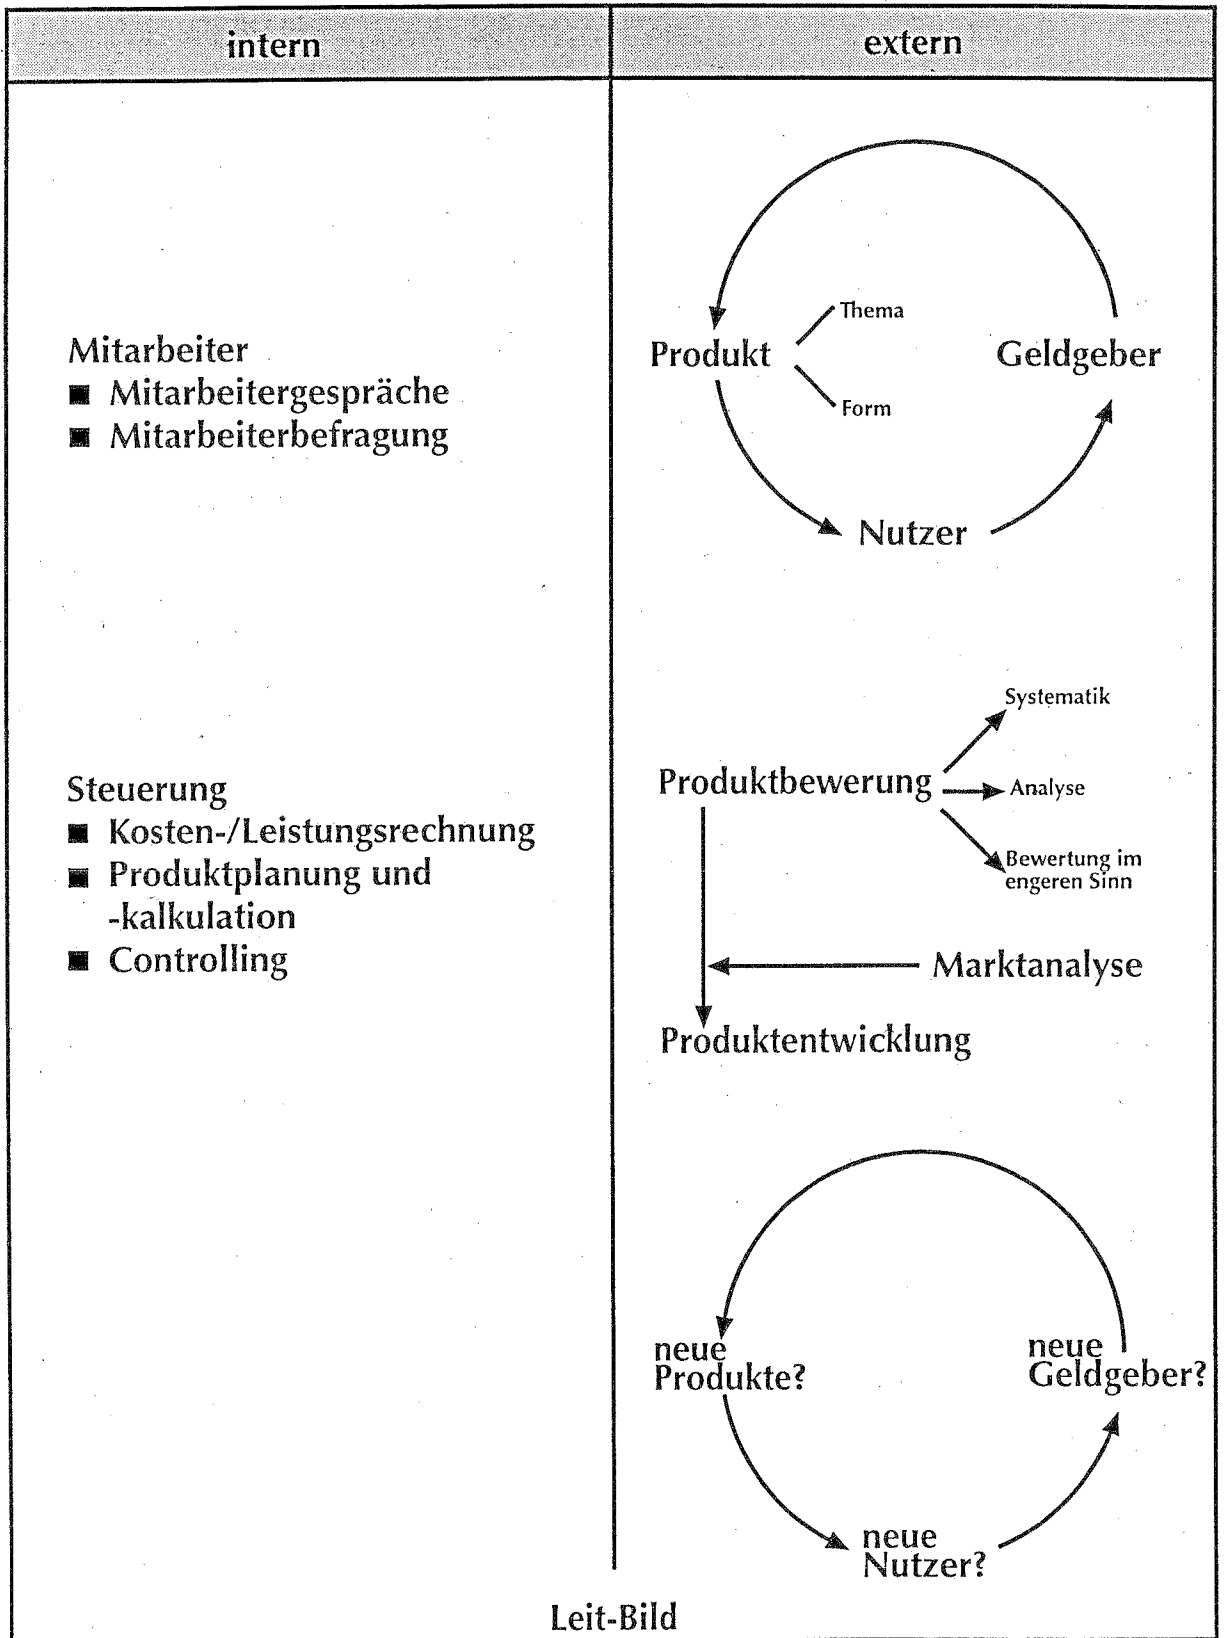 intern
extern
Mitarbeiter
■ Mitarbeitergespräche
■ Mitarbeiterbefragung
Steuerung
■ Kosten-/Leistungsrechnung
■ Produktplanung und
-kalkulation
■ Controlling
Produkt
Thema
Form
Geldgeber
Nutzer
Produktbewerung
Systematik
Analyse
Bewertung im
engeren Sinn
Marktanalyse
Produktentwicklung
neue
Produkte?
neue
Geldgeber?
neue
Nutzer?
Leit-Bild